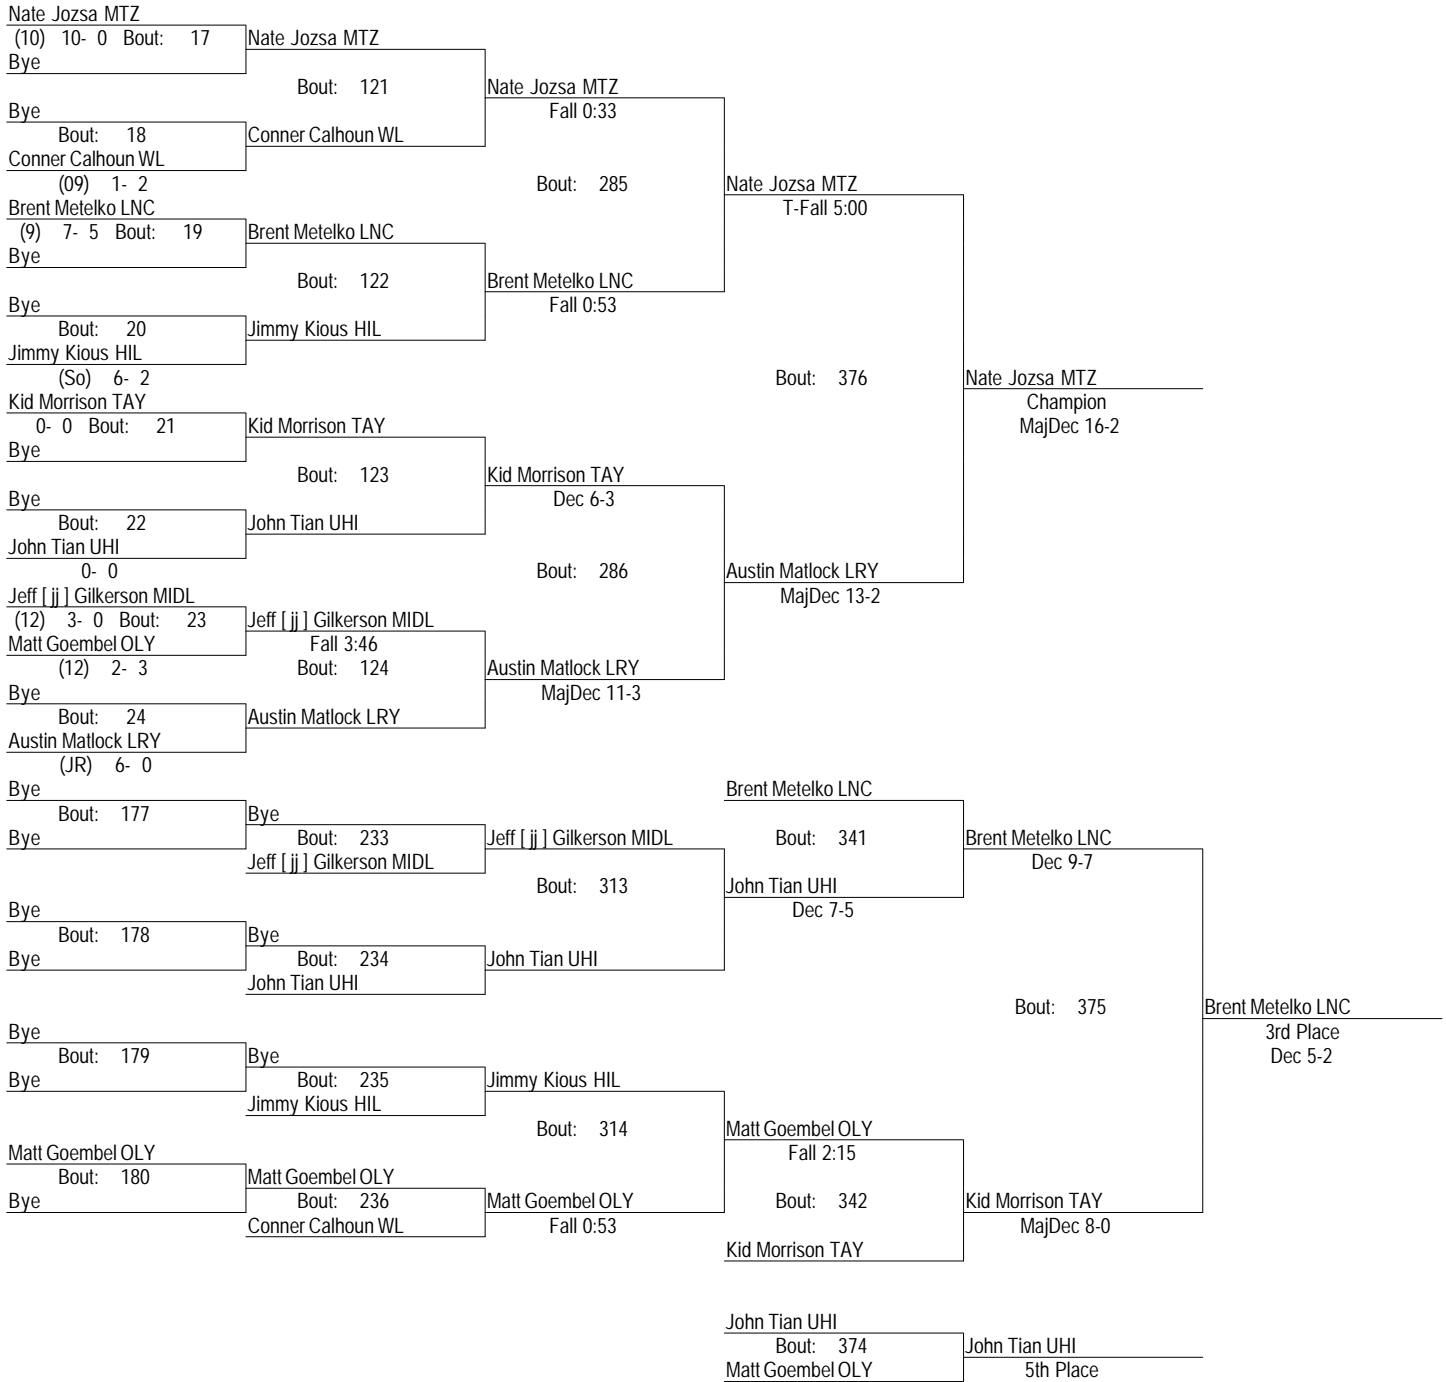 Nate Jozsa MTZ
(10) 10- 0 Bout: 17 Nate Jozsa MTZ
Bye
Bout: 121 Nate Jozsa MTZ
Bye Fall 0:33
Bout: 18 Conner Calhoun WL
Conner Calhoun WL
(09) 1- 2 Bout: 285 Nate Jozsa MTZ
Brent Metelko LNC T-Fall 5:00
(9) 7- 5 Bout: 19 Brent Metelko LNC
Bye
Bout: 122 Brent Metelko LNC
Bye Fall 0:53
Bout: 20 Jimmy Kious HIL
Jimmy Kious HIL
(So) 6- 2 Bout: 376 Nate Jozsa MTZ
Kid Morrison TAY Champion
0- 0 Bout: 21 Kid Morrison TAY MajDec 16-2
Bye
Bout: 123 Kid Morrison TAY
Bye Dec 6-3
Bout: 22 John Tian UHI
John Tian UHI
0- 0 Bout: 286 Austin Matlock LRY
Jeff [ jj ] Gilkerson MIDL MajDec 13-2
(12) 3- 0 Bout: 23 Jeff [ jj ] Gilkerson MIDL
Matt Goembel OLY Fall 3:46
(12) 2- 3 Bout: 124 Austin Matlock LRY
Bye MajDec 11-3
Bout: 24 Austin Matlock LRY
Austin Matlock LRY
(JR) 6- 0
Bye Brent Metelko LNC
Bout: 177 Bye
Bye Bout: 233 Jeff [ jj ] Gilkerson MIDL Bout: 341 Brent Metelko LNC
Jeff [ jj ] Gilkerson MIDL Dec 9-7
Bout: 313 John Tian UHI
Bye Dec 7-5
Bout: 178 Bye
Bye Bout: 234 John Tian UHI
John Tian UHI
Bout: 375 Brent Metelko LNC
Bye 3rd Place
Bout: 179 Bye Dec 5-2
Bye Bout: 235 Jimmy Kious HIL
Jimmy Kious HIL
Bout: 314 Matt Goembel OLY
Matt Goembel OLY Fall 2:15
Bout: 180 Matt Goembel OLY
Bye Bout: 236 Matt Goembel OLY Bout: 342 Kid Morrison TAY
Conner Calhoun WL Fall 0:53 MajDec 8-0
Kid Morrison TAY
John Tian UHI
Bout: 374 John Tian UHI
Matt Goembel OLY 5th Place